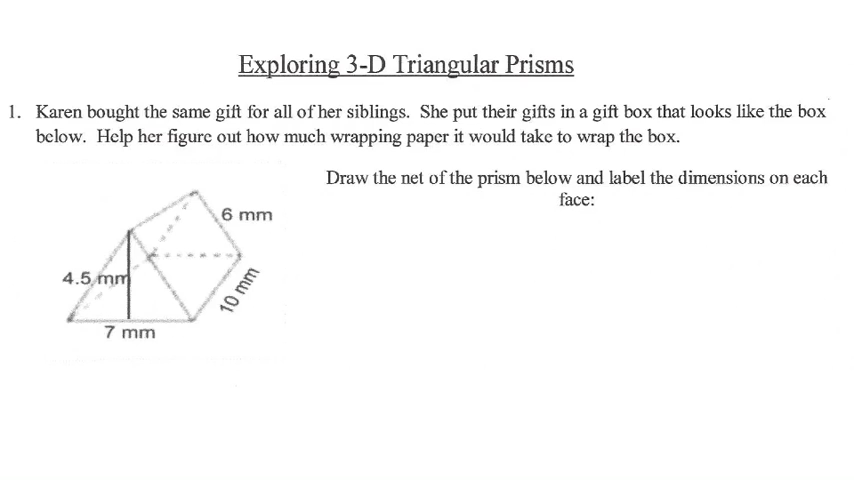 Exploring 3-D Triangular Prisms
1. Karen bought the same gift for all of her siblings. She put their gifts in a gift box that looks like the box
below. Help her figure out how much wrapping paper it would take to wrap the box.
Draw the net of the prism below and label the dimensions on each
face:
6 mm
4.5 mm
10 mm
7 mm